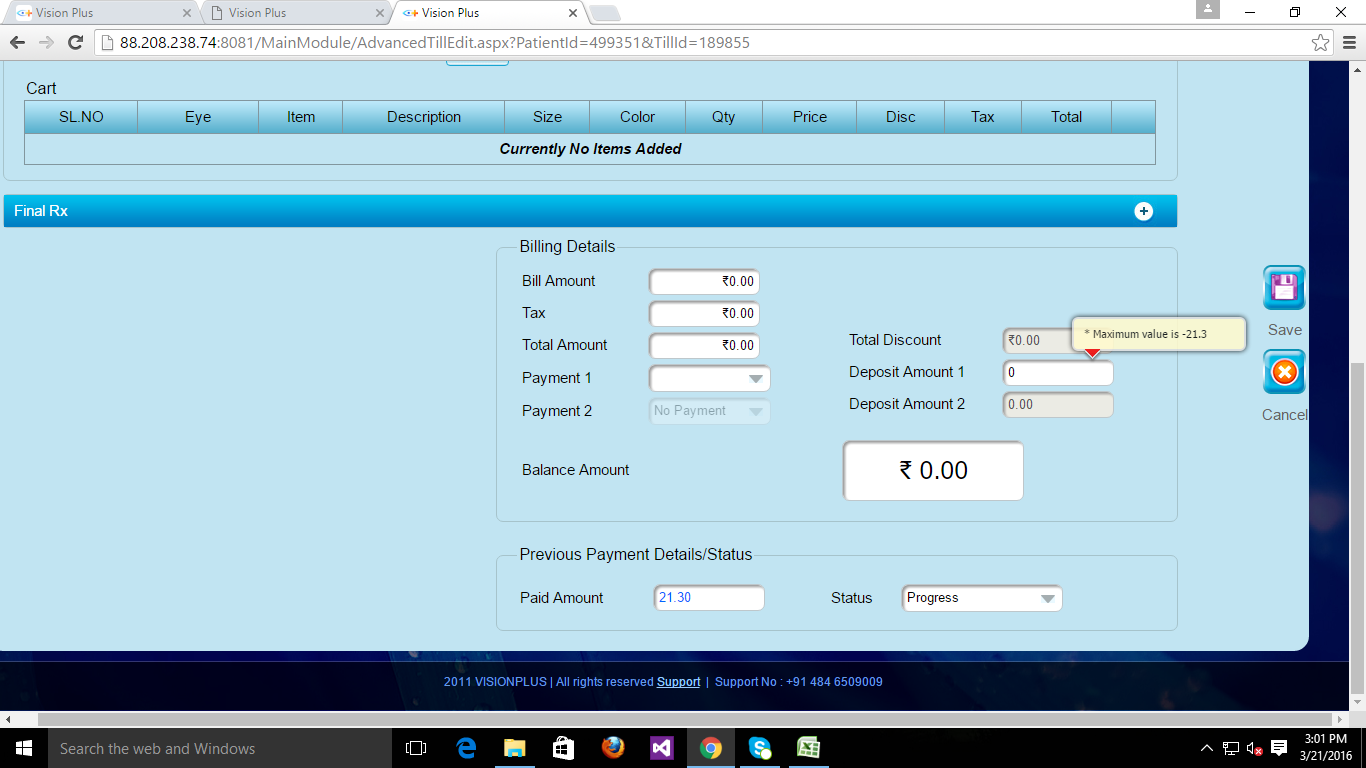 Vision Plus
Vision Plus
Vision Plus
88.208.238.74:8081/MainModule/AdvancedTillEdit.aspx?PatientId=499351&TillId=189855
Cart
SL.NO Eye Item Description Size Color Qty Price Disc Tax Total
Currently No Items Added
Final Rx
Billing Details
Bill Amount ₹0.00
Tax ₹0.00
Total Amount ₹0.00
Payment 1
Payment 2 No Payment
Total Discount ₹0.00
* Maximum value is -21.3
Deposit Amount 1 0
Deposit Amount 2 0.00
Balance Amount ₹ 0.00
Save
Cancel
Previous Payment Details/Status
Paid Amount 21.30 Status Progress
2011 VISIONPLUS | All rights reserved Support | Support No : +91 484 6509009
Search the web and Windows
3:01 PM
3/21/2016